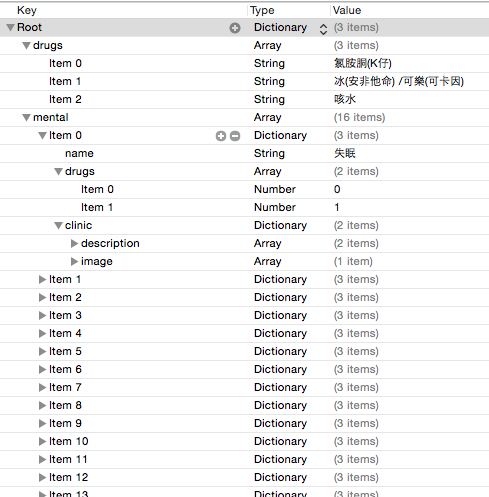 Key Type Value
Root Dictionary (3 items)
drugs Array (3 items)
Item 0 String 氯胺胴(K仔)
Item 1 String 冰(安非他命) /可樂(可卡因)
Item 2 String 咳水
mental Array (16 items)
Item 0 Dictionary (3 items)
name String 失眠
drugs Array (2 items)
Item 0 Number 0
Item 1 Number 1
clinic Dictionary (2 items)
description Array (2 items)
image Array (1 item)
Item 1 Dictionary (3 items)
Item 2 Dictionary (3 items)
Item 3 Dictionary (3 items)
Item 4 Dictionary (3 items)
Item 5 Dictionary (3 items)
Item 6 Dictionary (3 items)
Item 7 Dictionary (3 items)
Item 8 Dictionary (3 items)
Item 9 Dictionary (3 items)
Item 10 Dictionary (3 items)
Item 11 Dictionary (3 items)
Item 12 Dictionary (3 items)
Item 13 Dictionary (3 items)